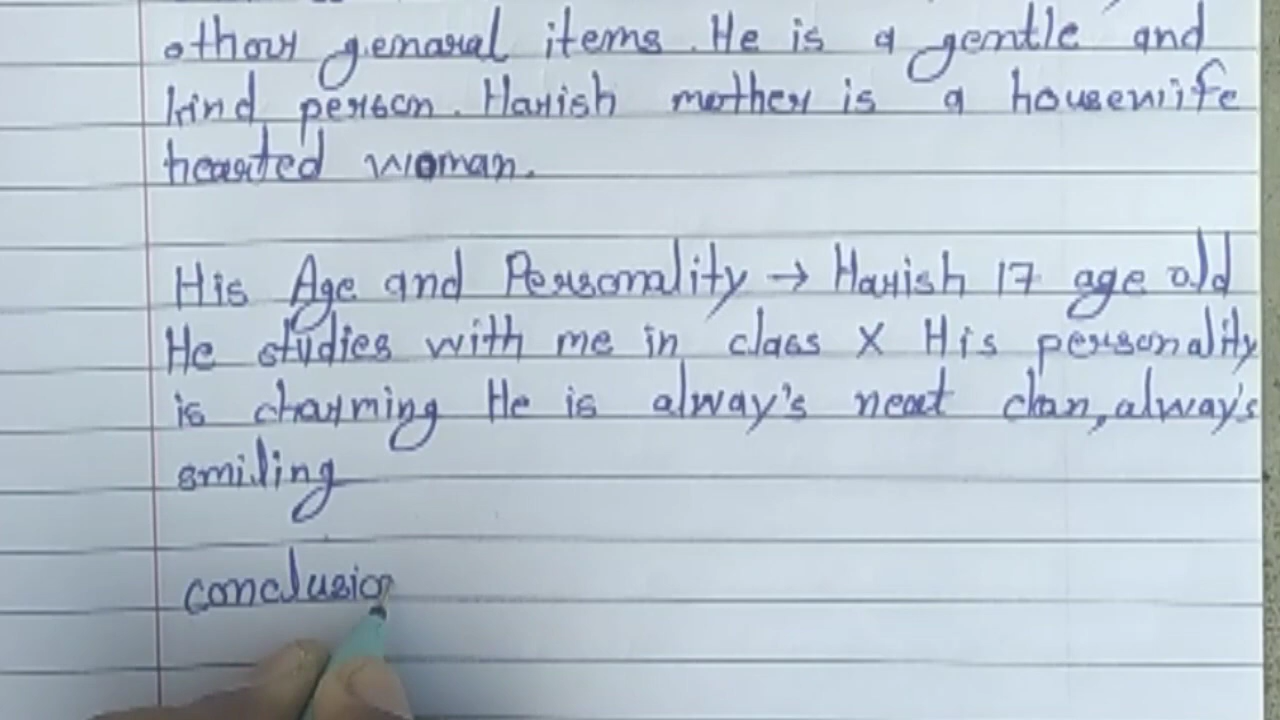 othour genaral items. He is a gentle and
kind person. Harish mother is a housewife
hearted woman.
His Age and Personality → Harish 17 age old
He studies with me in class X His personality
is charming He is alway's neat clan, alway's
smiling
conclusio